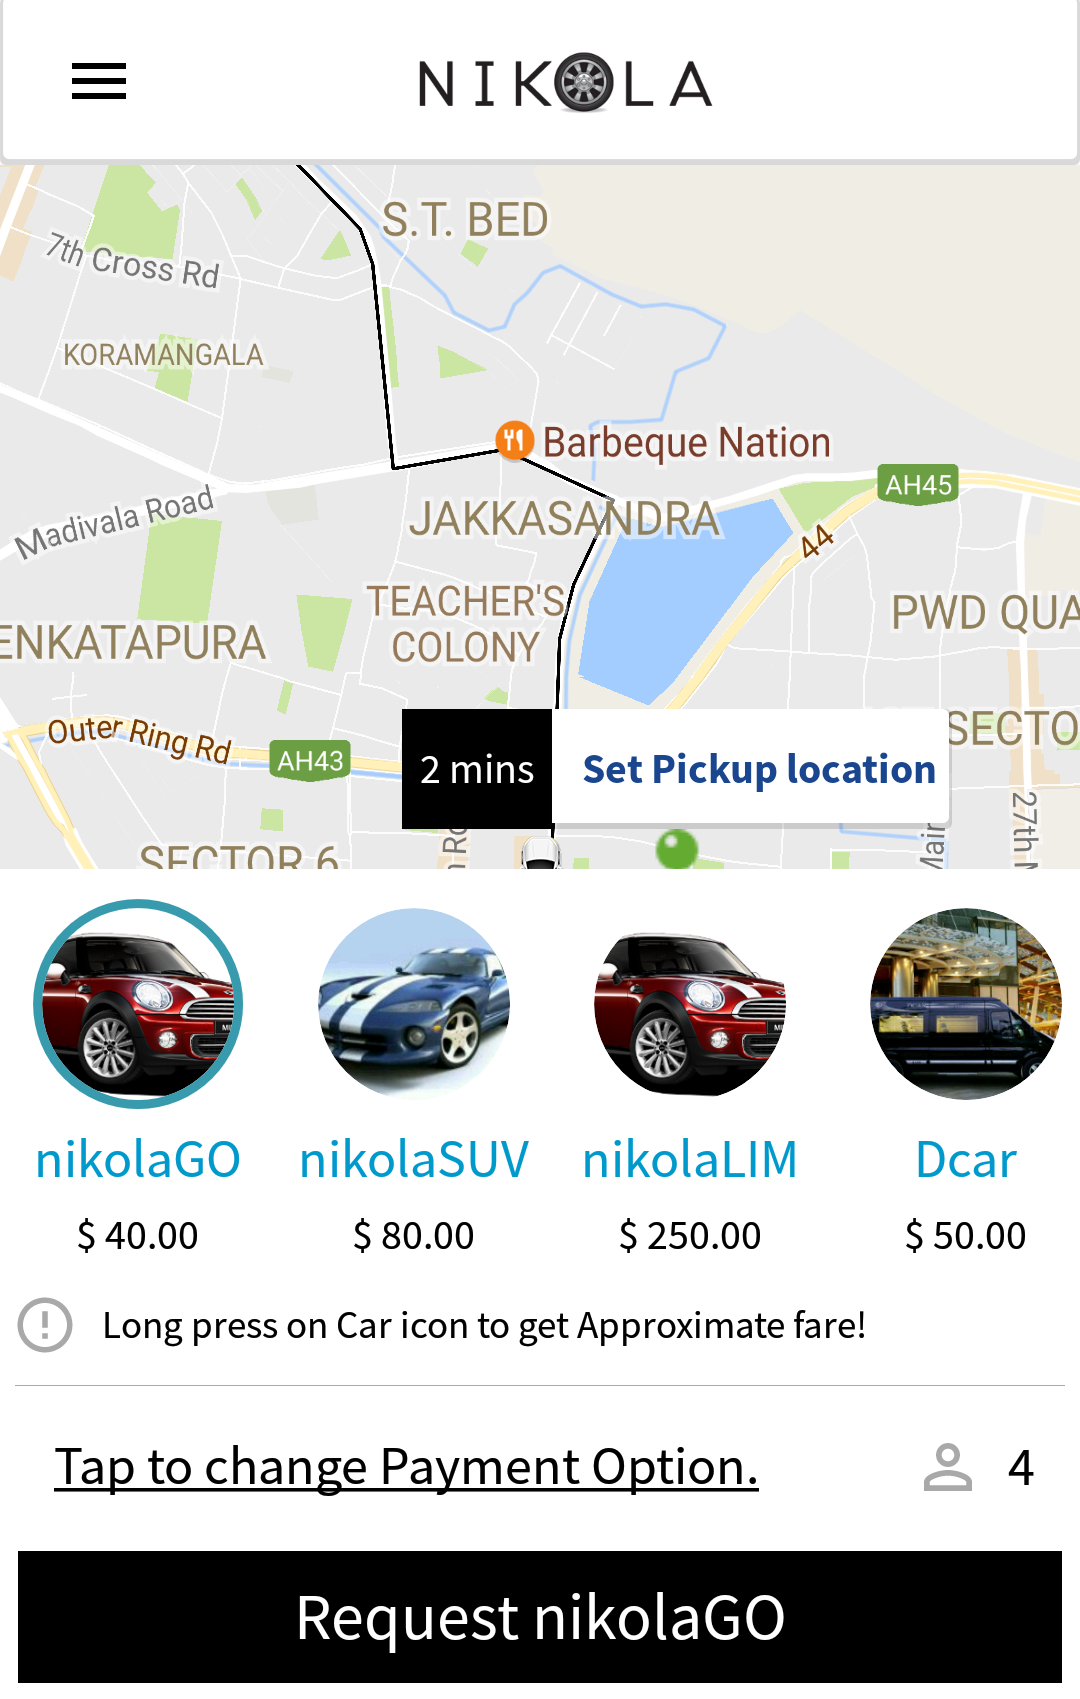 NIKOLA
S.T. BED
7th Cross Rd
KORAMANGALA
Barbeque Nation
AH45
Madivala Road
JAKKASANDRA
44
TEACHER'S
COLONY
PWD QUA
ENKATAPURA
SECTO
Outer Ring Rd
AH43
2 mins
Set Pickup location
27th
SECTOR 6
nikolaGO
nikolaSUV
nikolaLIM
Dcar
$ 40.00
$ 80.00
$ 250.00
$ 50.00
Long press on Car icon to get Approximate fare!
Tap to change Payment Option.
4
Request nikolaGO